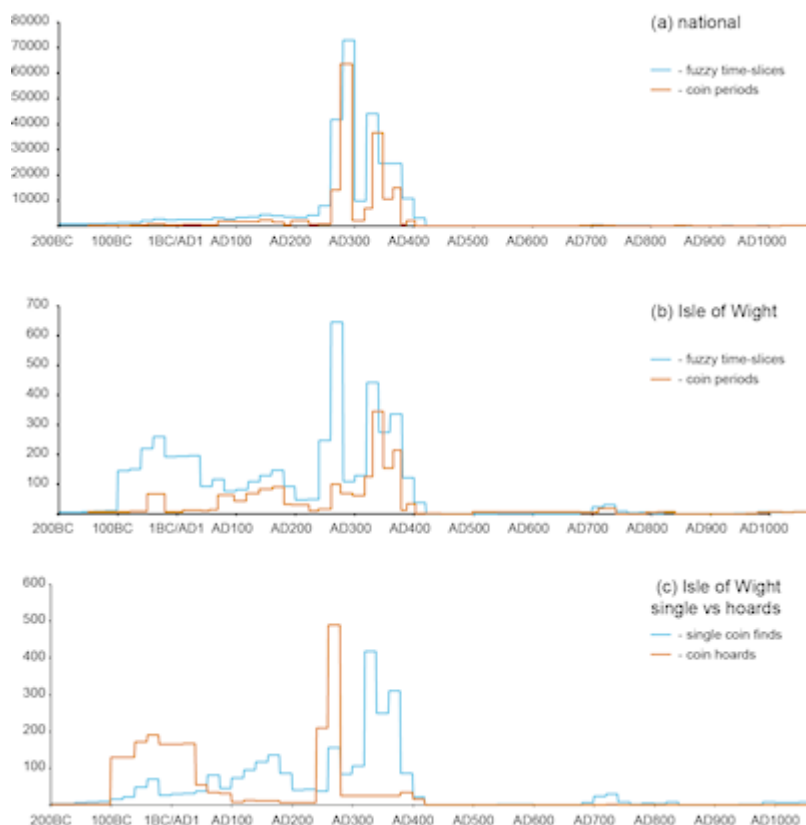 (a) national
- fuzzy time-slices
- coin periods
80000
70000
60000
50000
40000
30000
20000
10000
200BC 100BC 1BC/AD1 AD100 AD200 AD300 AD400 AD500 AD600 AD700 AD800 AD900 AD1000
(b) Isle of Wight
- fuzzy time-slices
- coin periods
700
600
500
400
300
200
100
200BC 100BC 1BC/AD1 AD100 AD200 AD300 AD400 AD500 AD600 AD700 AD800 AD900 AD1000
(c) Isle of Wight
single vs hoards
- single coin finds
- coin hoards
600
500
400
300
200
100
200BC 100BC 1BC/AD1 AD100 AD200 AD300 AD400 AD500 AD600 AD700 AD800 AD900 AD1000